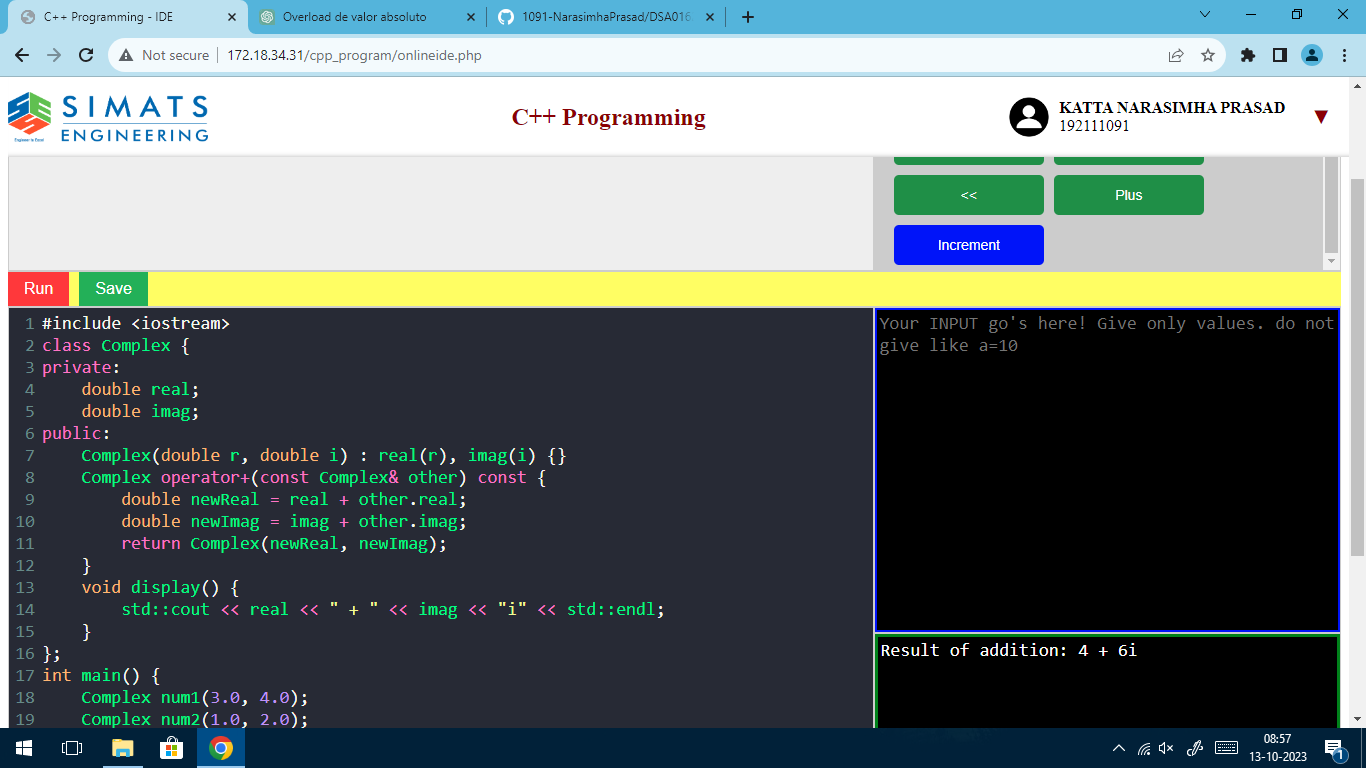 C++ Programming - IDE
Overload de valor absoluto
1091-NarasimhaPrasad/DSA016
Not secure
172.18.34.31/cpp_program/onlineide.php
SIMATS
ENGINEERING
Engineer to Excel
C++ Programming
KATTA NARASIMHA PRASAD
192111091
<<
Plus
Increment
Run
Save
1 #include <iostream>
2 class Complex {
3 private:
4     double real;
5     double imag;
6 public:
7     Complex(double r, double i) : real(r), imag(i) {}
8     Complex operator+(const Complex& other) const {
9         double newReal = real + other.real;
10         double newImag = imag + other.imag;
11         return Complex(newReal, newImag);
12     }
13     void display() {
14         std::cout << real << " + " << imag << "i" << std::endl;
15     }
16 };
17 int main() {
18     Complex num1(3.0, 4.0);
19     Complex num2(1.0, 2.0);
Your INPUT go's here! Give only values. do not
give like a=10
Result of addition: 4 + 6i
08:57
13-10-2023
1